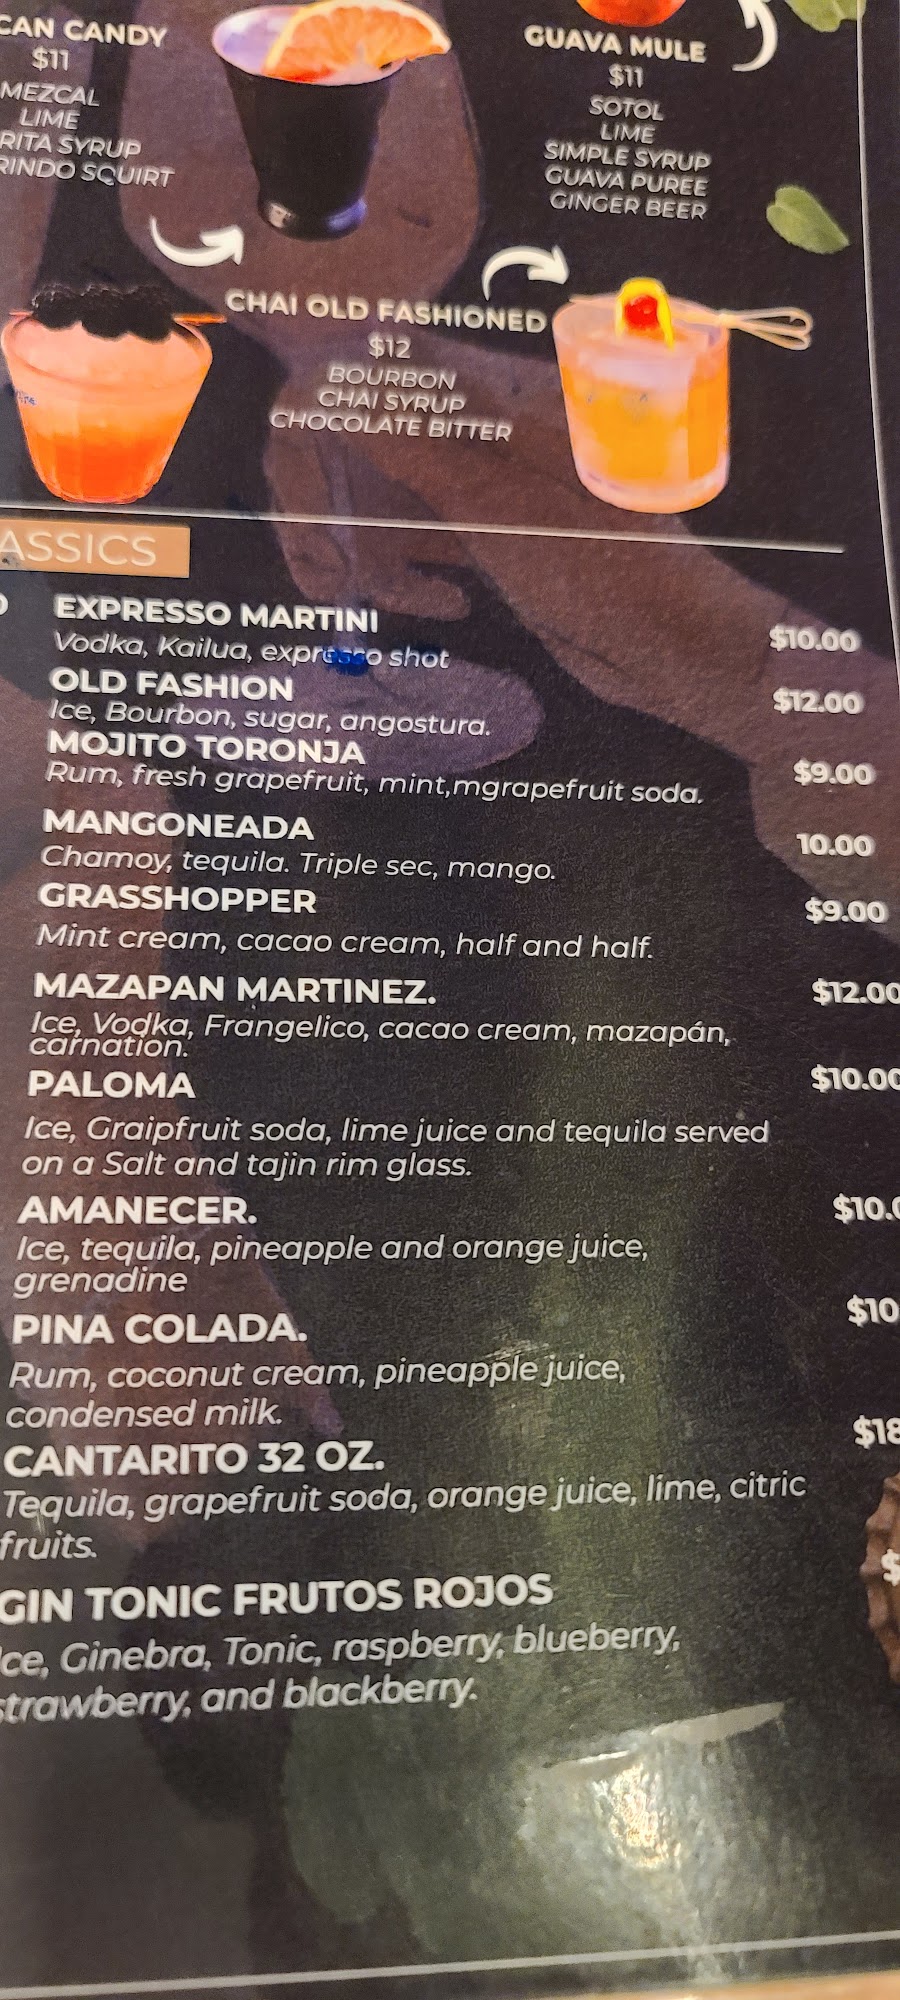 CAN CANDY
$11
MEZCAL
LIME
RITA SYRUP
RINDO SQUIRT
GUAVA MULE
$11
SOTOL
LIME
SIMPLE SYRUP
GUAVA PUREE
GINGER BEER
CHAI OLD FASHIONED
$12
BOURBON
CHAI SYRUP
CHOCOLATE BITTER
ASSICS
EXPRESSO MARTINI $10.00
Vodka, Kailua, expresso shot
OLD FASHION $12.00
Ice, Bourbon, sugar, angostura.
MOJITO TORONJA $9.00
Rum, fresh grapefruit, mint,mgrapefruit soda.
MANGONEADA 10.00
Chamoy, tequila. Triple sec, mango.
GRASSHOPPER $9.00
Mint cream, cacao cream, half and half.
MAZAPAN MARTINEZ. $12.00
Ice, Vodka, Frangelico, cacao cream, mazapán,
carnation.
PALOMA $10.00
Ice, Graipfruit soda, lime juice and tequila served
on a Salt and tajin rim glass.
AMANECER. $10.0
Ice, tequila, pineapple and orange juice,
grenadine
PINA COLADA. $10
Rum, coconut cream, pineapple juice,
condensed milk.
CANTARITO 32 OZ. $18
Tequila, grapefruit soda, orange juice, lime, citric
fruits.
GIN TONIC FRUTOS ROJOS $
Ice, Ginebra, Tonic, raspberry, blueberry,
strawberry, and blackberry.